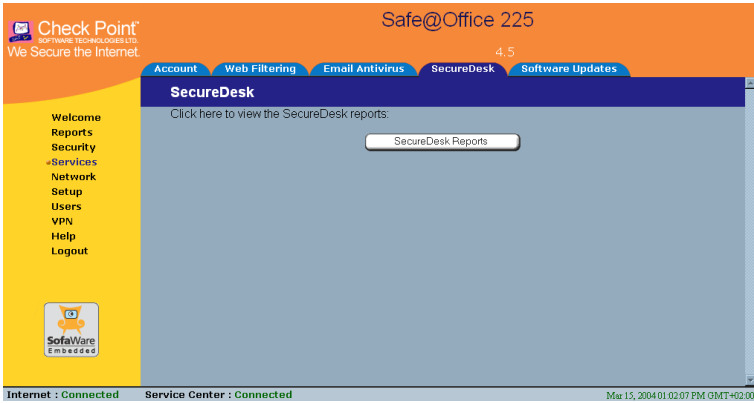 Check Point™
SOFTWARE TECHNOLOGIES LTD.
We Secure the Internet.
Safe@Office 225
4.5
Account Web Filtering Email Antivirus SecureDesk Software Updates
SecureDesk
Click here to view the SecureDesk reports:
SecureDesk Reports
Welcome
Reports
Security
Services
Network
Setup
Users
VPN
Help
Logout
SofaWare
Embedded
Internet : Connected Service Center : Connected Mar 15, 2004 01:02:07 PM GMT+02:00